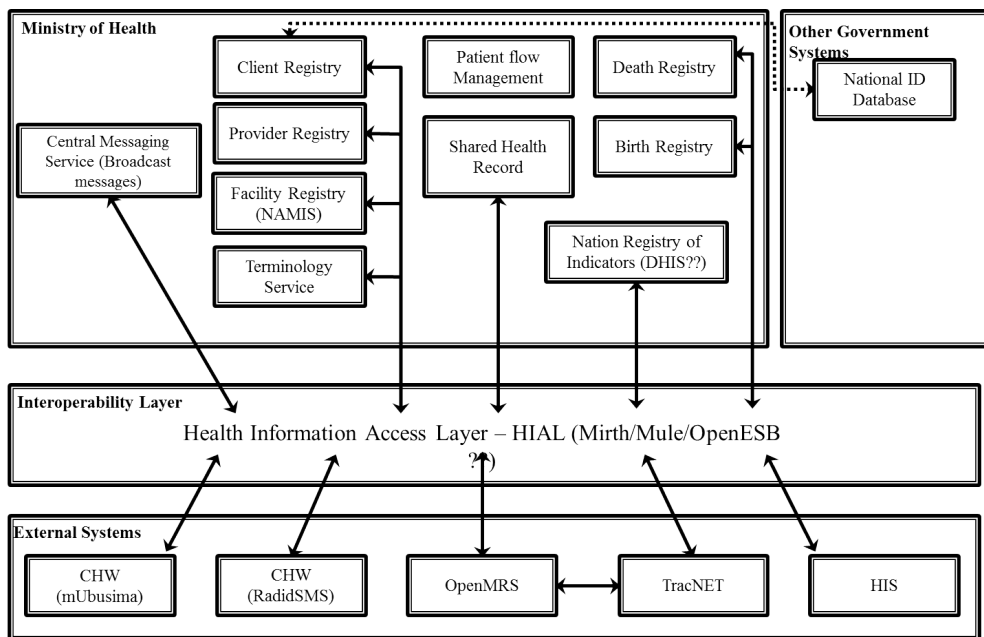 Ministry of Health
Client Registry
Provider Registry
Facility Registry
(NAMIS)
Terminology
Service
Central Messaging
Service (Broadcast
messages)
Patient flow
Management
Shared Health
Record
Death Registry
Birth Registry
Nation Registry of
Indicators (DHIS??)
Other Government
Systems
National ID
Database
Interoperability Layer
Health Information Access Layer – HIAL (Mirth/Mule/OpenESB
??)
External Systems
CHW
(mUbusima)
CHW
(RadidSMS)
OpenMRS
TracNET
HIS